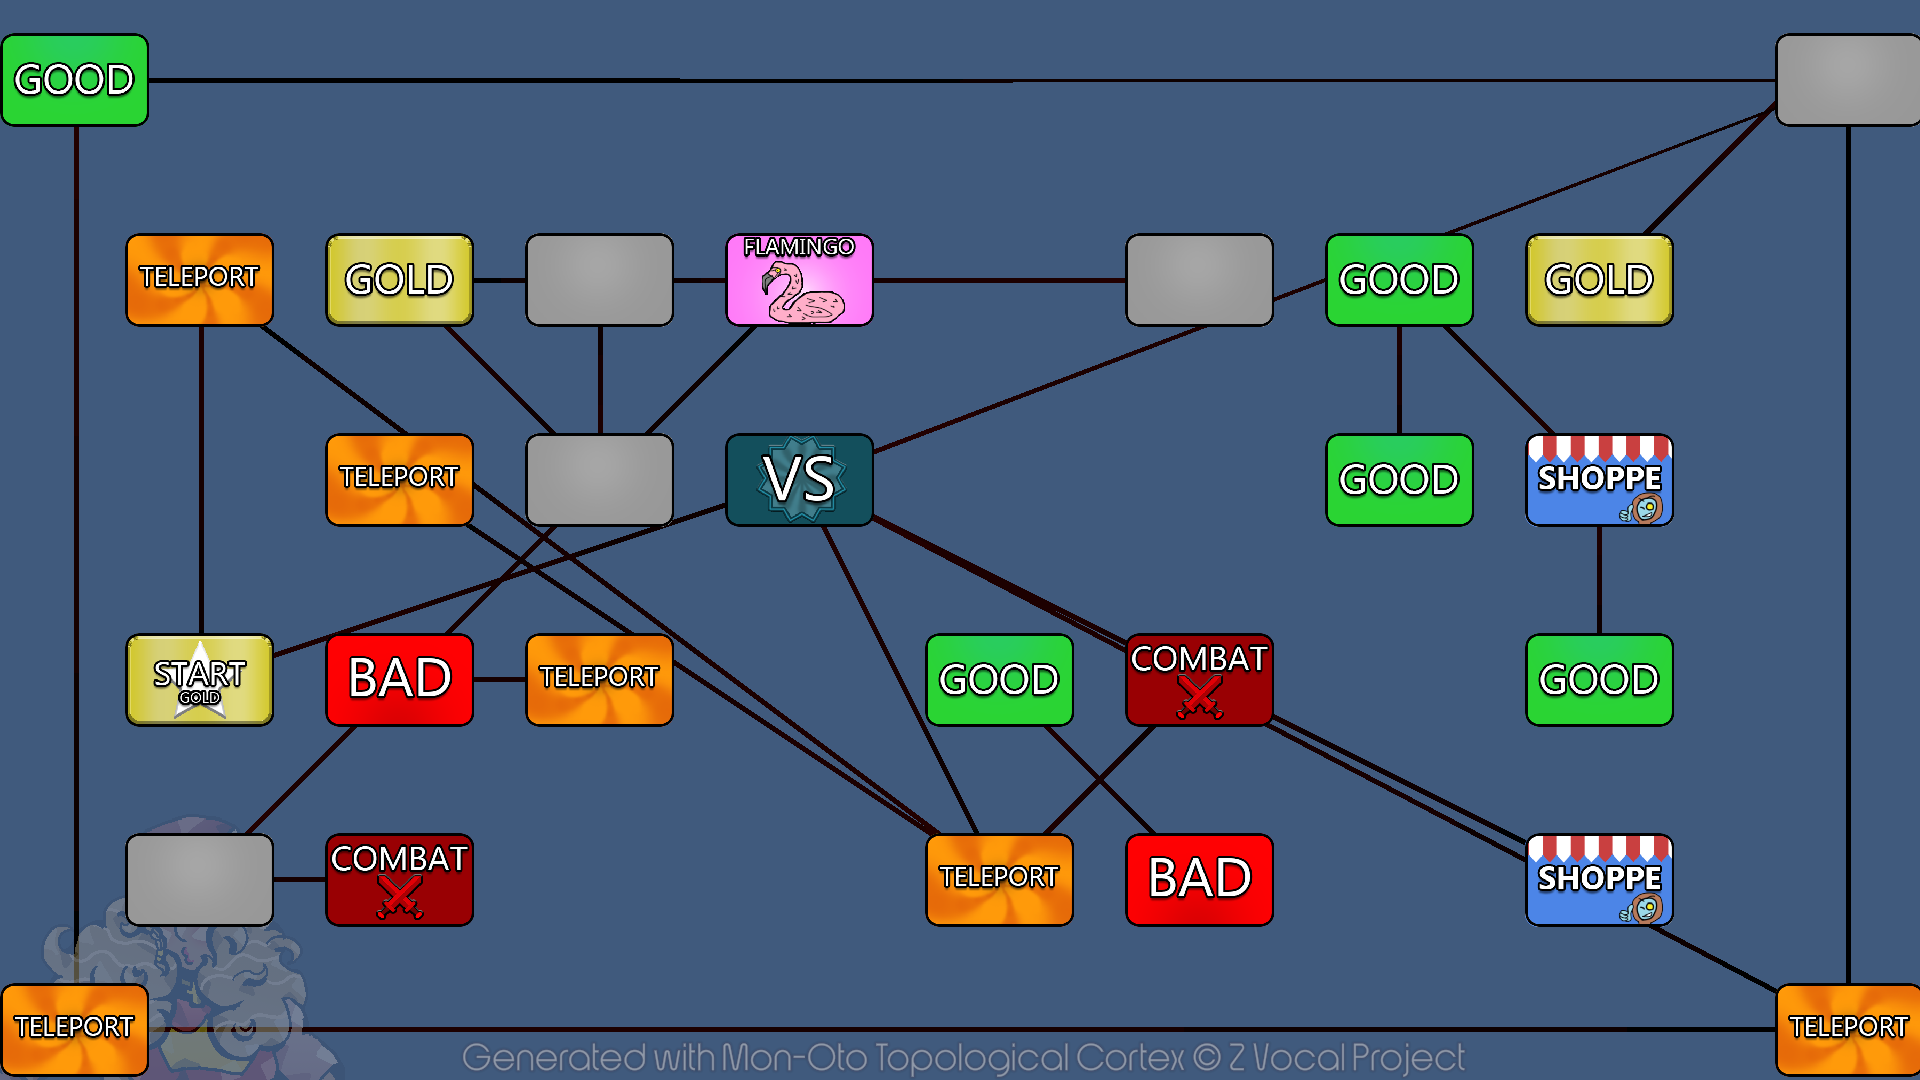 GOOD
TELEPORT
GOLD
FLAMINGO
GOOD
GOLD
TELEPORT
VS
GOOD
SHOPPE
START
GOLD
BAD
TELEPORT
GOOD
COMBAT
GOOD
COMBAT
TELEPORT
BAD
SHOPPE
TELEPORT
TELEPORT
Generated with Mon-Oto Topological Cortex © Z Vocal Project